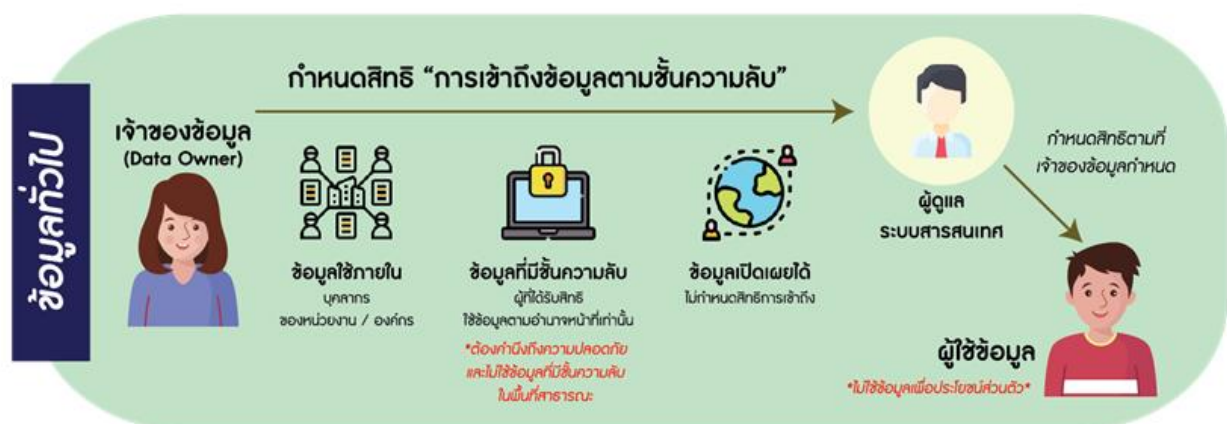 ข้อมูลทั่วไป
กำหนดสิทธิ “การเข้าถึงข้อมูลตามชั้นความลับ”
เจ้าของข้อมูล
(Data Owner)
ข้อมูลใช้ภายใน
บุคลากร
ของหน่วยงาน / องค์กร
ข้อมูลที่มีชั้นความลับ
ผู้ที่ได้รับสิทธิ
ใช้ข้อมูลตามอำนาจหน้าที่เท่านั้น
*ต้องคำนึงถึงความปลอดภัย
และไม่ใช้ข้อมูลที่มีชั้นความลับ
ในพื้นที่สาธารณะ
ข้อมูลเปิดเผยได้
ไม่กำหนดสิทธิการเข้าถึง
ผู้ดูแล
ระบบสารสนเทศ
กำหนดสิทธิตามที่
เจ้าของข้อมูลกำหนด
ผู้ใช้ข้อมูล
*ไม่ใช้ข้อมูลเพื่อประโยชน์ส่วนตัว*